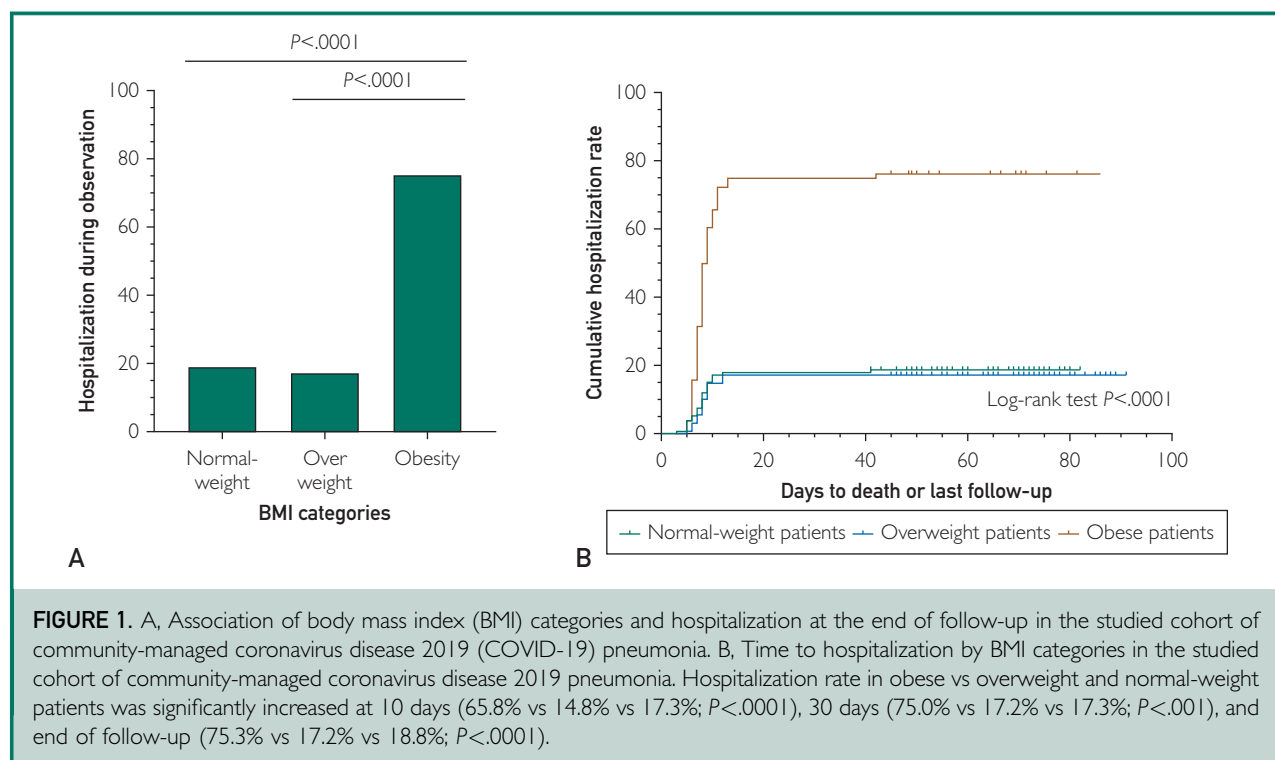 P<.0001
P<.0001
Hospitalization during observation
100
80
60
40
20
0
Normal-
weight
Over
weight
Obesity
BMI categories
A
Cumulative hospitalization rate
100
80
60
40
20
0
Log-rank test P<.0001
0 20 40 60 80 100
Days to death or last follow-up
Normal-weight patients Overweight patients Obese patients
B
FIGURE 1. A, Association of body mass index (BMI) categories and hospitalization at the end of follow-up in the studied cohort of
community-managed coronavirus disease 2019 (COVID-19) pneumonia. B, Time to hospitalization by BMI categories in the studied
cohort of community-managed coronavirus disease 2019 pneumonia. Hospitalization rate in obese vs overweight and normal-weight
patients was significantly increased at 10 days (65.8% vs 14.8% vs 17.3%; P<.0001), 30 days (75.0% vs 17.2% vs 17.3%; P<.001), and
end of follow-up (75.3% vs 17.2% vs 18.8%; P<.0001).